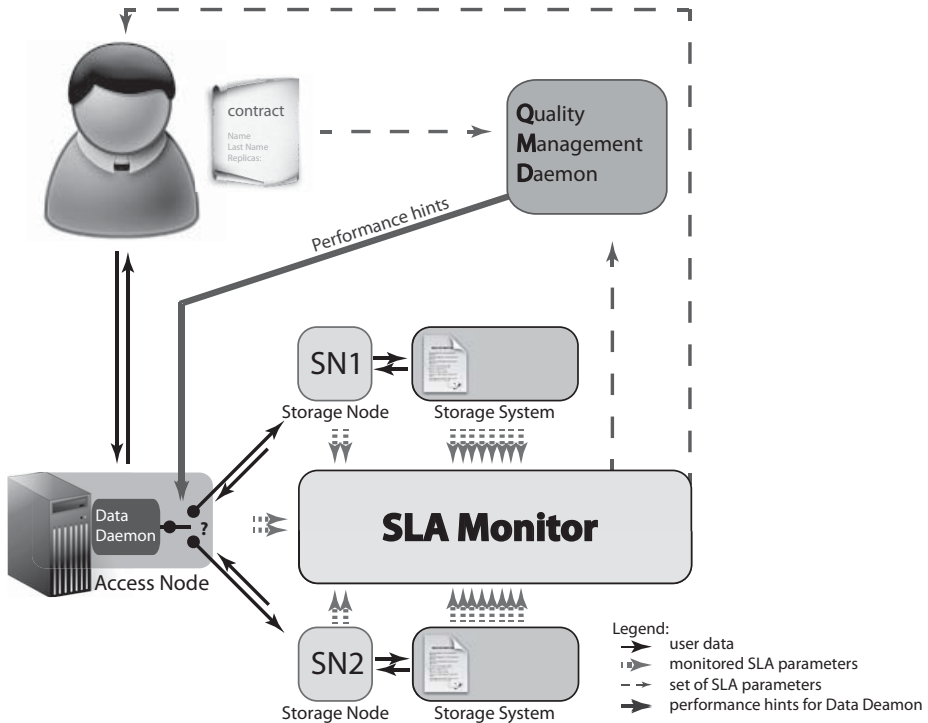 contract
Name
Last Name
Replicas:
Quality
Management
Daemon
Performance hints
SN1
Storage Node
Storage System
Data
Daemon
?
Access Node
SLA Monitor
SN2
Storage Node
Storage System
Legend:
user data
monitored SLA parameters
set of SLA parameters
performance hints for Data Deamon